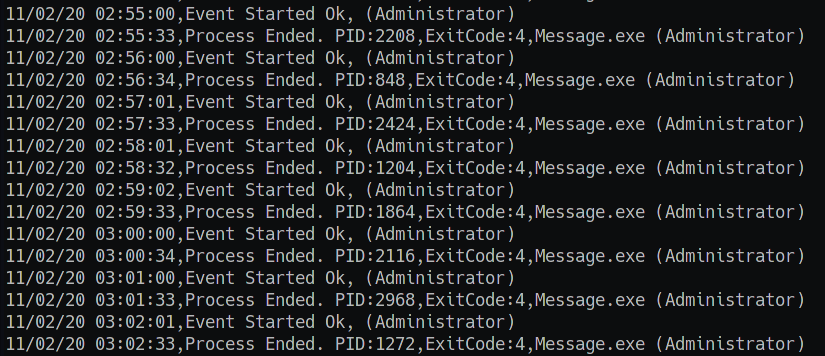 11/02/20 02:55:00,Event Started Ok, (Administrator)
11/02/20 02:55:33,Process Ended. PID:2208,ExitCode:4,Message.exe (Administrator)
11/02/20 02:56:00,Event Started Ok, (Administrator)
11/02/20 02:56:34,Process Ended. PID:848,ExitCode:4,Message.exe (Administrator)
11/02/20 02:57:01,Event Started Ok, (Administrator)
11/02/20 02:57:33,Process Ended. PID:2424,ExitCode:4,Message.exe (Administrator)
11/02/20 02:58:01,Event Started Ok, (Administrator)
11/02/20 02:58:32,Process Ended. PID:1204,ExitCode:4,Message.exe (Administrator)
11/02/20 02:59:02,Event Started Ok, (Administrator)
11/02/20 02:59:33,Process Ended. PID:1864,ExitCode:4,Message.exe (Administrator)
11/02/20 03:00:00,Event Started Ok, (Administrator)
11/02/20 03:00:34,Process Ended. PID:2116,ExitCode:4,Message.exe (Administrator)
11/02/20 03:01:00,Event Started Ok, (Administrator)
11/02/20 03:01:33,Process Ended. PID:2968,ExitCode:4,Message.exe (Administrator)
11/02/20 03:02:01,Event Started Ok, (Administrator)
11/02/20 03:02:33,Process Ended. PID:1272,ExitCode:4,Message.exe (Administrator)